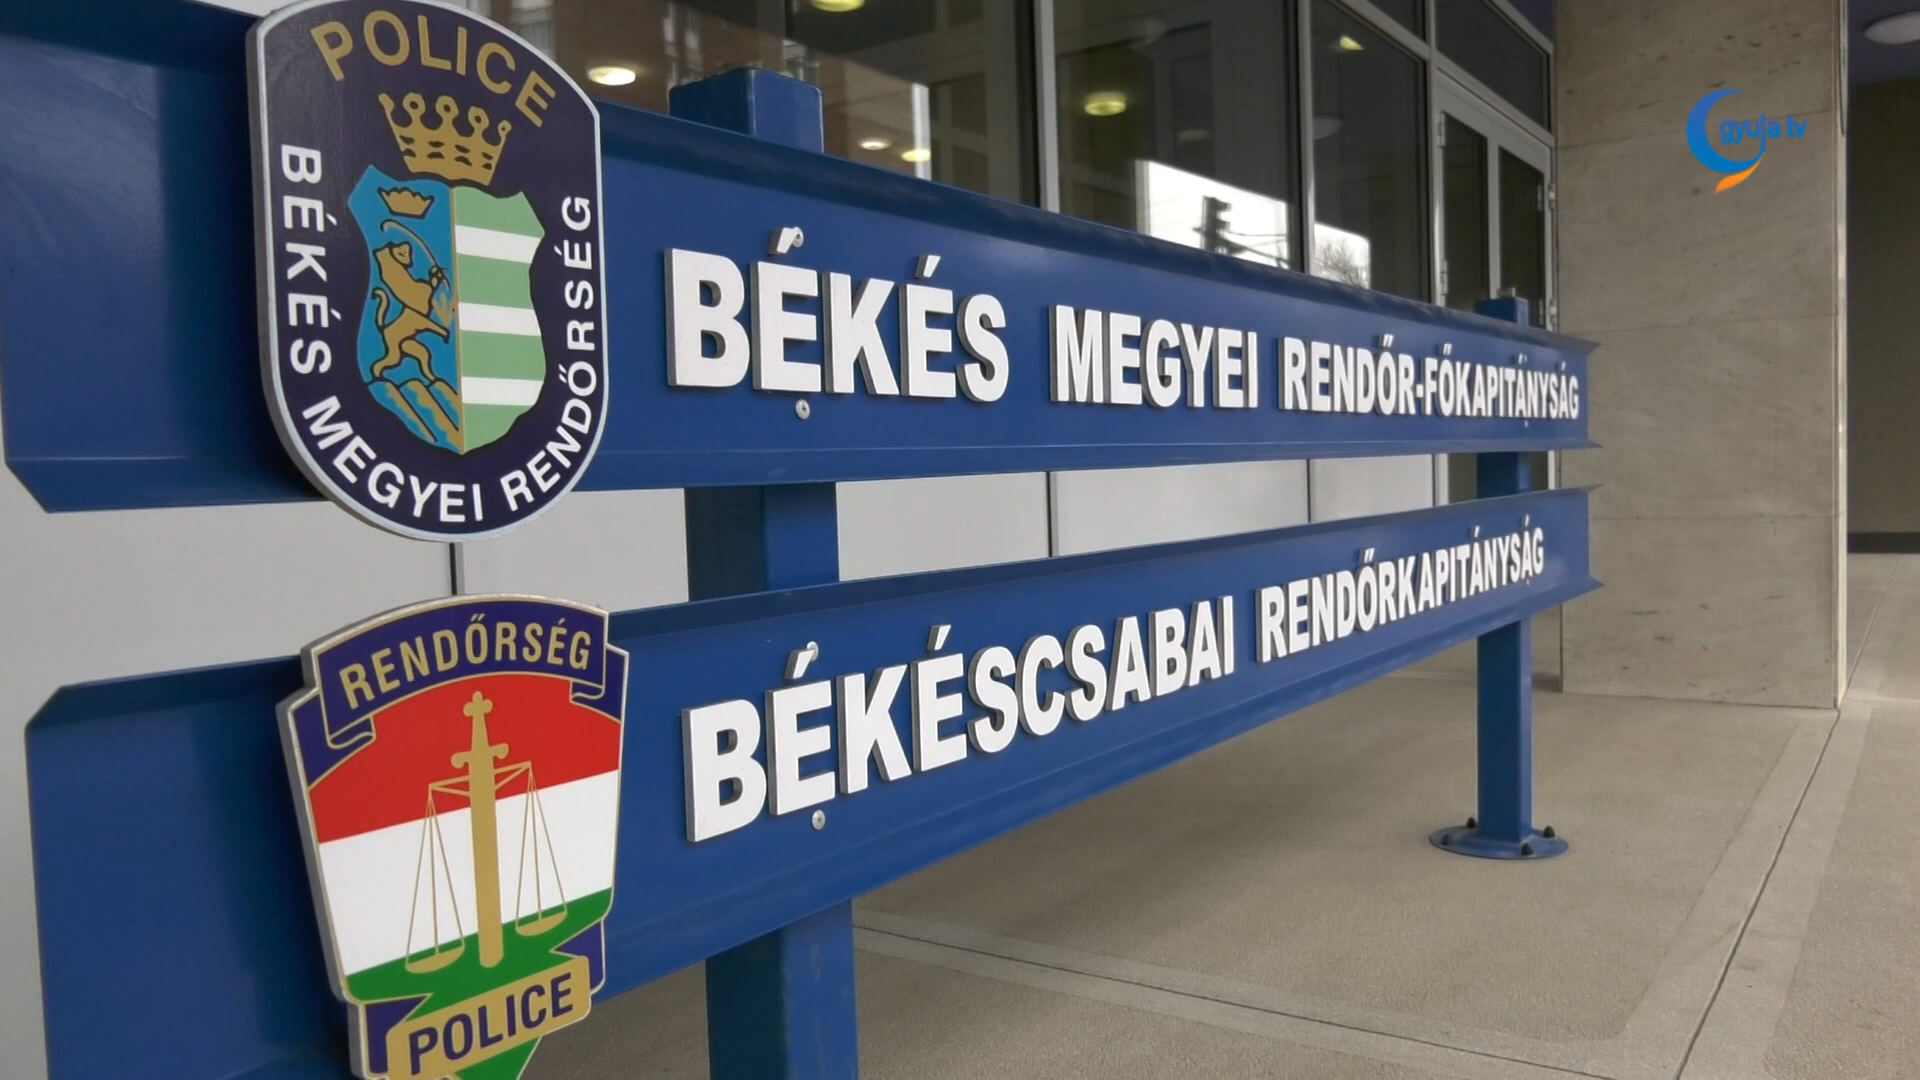 POLICE
BÉKÉS MEGYEI RENDŐRSÉG
BÉKÉS MEGYEI RENDŐR-FŐKAPITÁNYSÁG
gyula tv
RENDŐRSÉG
BÉKÉSCSABAI RENDŐRKAPITÁNYSÁG
POLICE